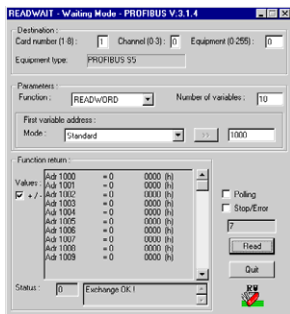 READWAIT - Waiting Mode - PROFIBUS V.3.1.4
Destination :
Card number (1-8) : 1 Channel (0-3) : 0 Equipment (0-255) : 0
Equipment type: PROFIBUS S5
Parameters :
Function : READWORD Number of variables : 10
First variable address :
Mode : Standard >> 1000
Function return :
Values :
+ / -
Adr 1000 = 0 0000 (h)
Adr 1001 = 0 0000 (h)
Adr 1002 = 0 0000 (h)
Adr 1003 = 0 0000 (h)
Adr 1004 = 0 0000 (h)
Adr 1005 = 0 0000 (h)
Adr 1006 = 0 0000 (h)
Adr 1007 = 0 0000 (h)
Adr 1008 = 0 0000 (h)
Adr 1009 = 0 0000 (h)
Polling
Stop/Error
7
Read
Quit
Status : 0 Exchange OK !